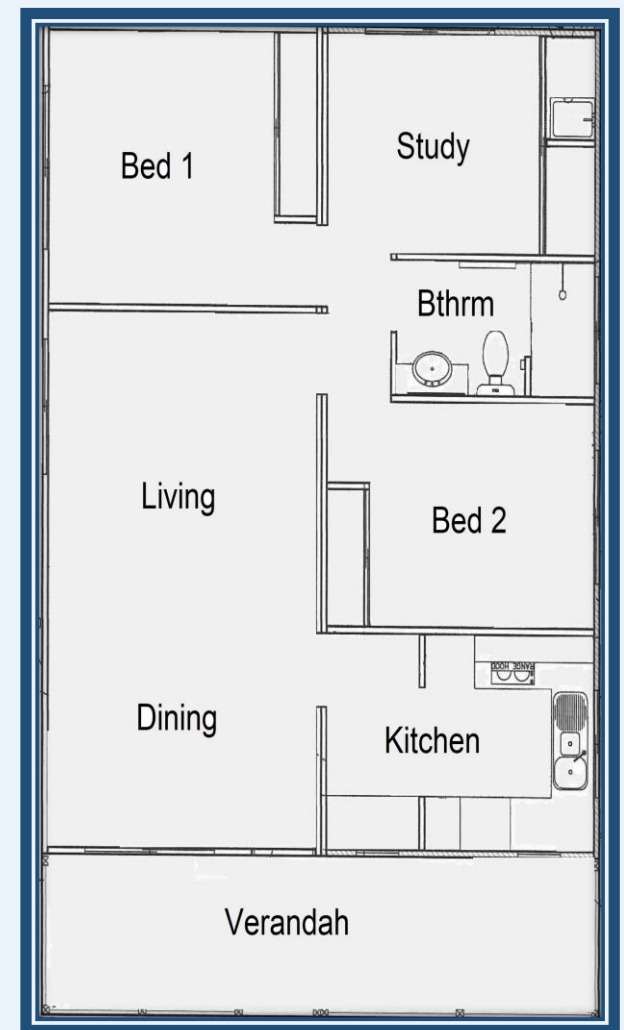 Bed 1
Study
Bthrm
Living
Bed 2
RANGE HOOD
Dining
Kitchen
Verandah